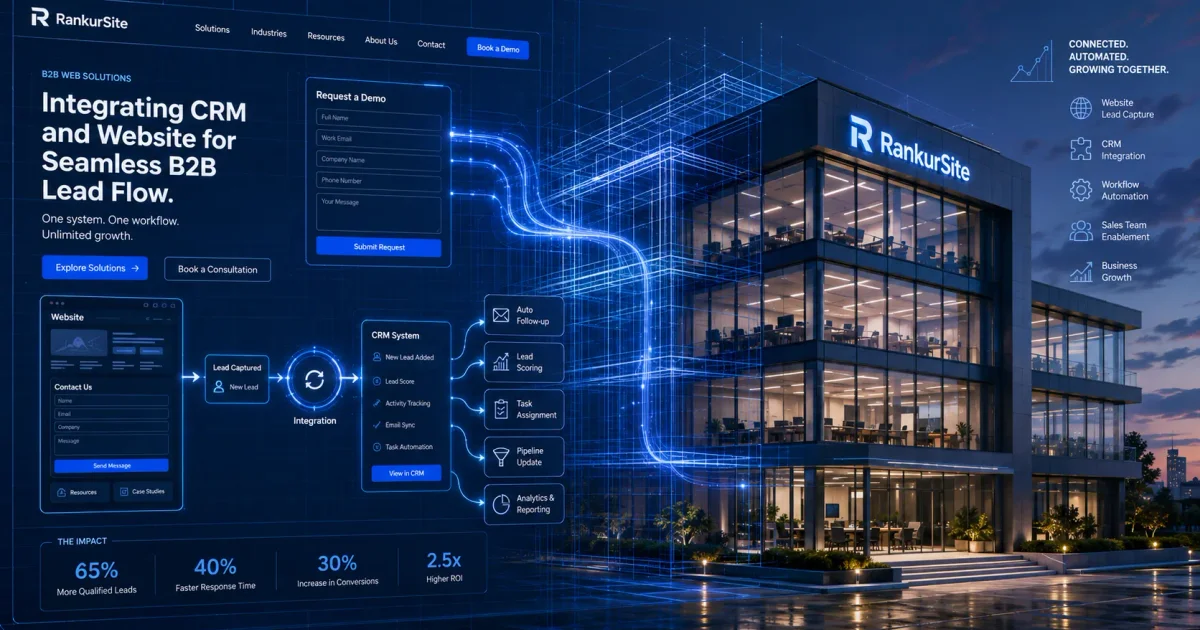 RankurSite
Solutions
Industries
Resources
About Us
Contact
Book a Demo
B2B WEB SOLUTIONS
Integrating CRM
and Website for
Seamless B2B
Lead Flow.
One system. One workflow.
Unlimited growth.
Explore Solutions →
Book a Consultation
Request a Demo
Full Name
Work Email
Company Name
Phone Number
Your Message
Submit Request
Website
Contact Us
Name
Email
Company
Message
Send Message
Resources
Case Studies
Lead Captured
New Lead
Integration
CRM System
New Lead Added
Lead Score
Activity Tracking
Email Sync
Task Automation
View in CRM
Auto
Follow-up
Lead
Scoring
Task
Assignment
Pipeline
Update
Analytics &
Reporting
THE IMPACT
65%
More Qualified Leads
40%
Faster Response Time
30%
Increase in Conversions
2.5x
Higher ROI
RankurSite
CONNECTED.
AUTOMATED.
GROWING TOGETHER.
Website
Lead Capture
CRM
Integration
Workflow
Automation
Sales Team
Enablement
Business
Growth